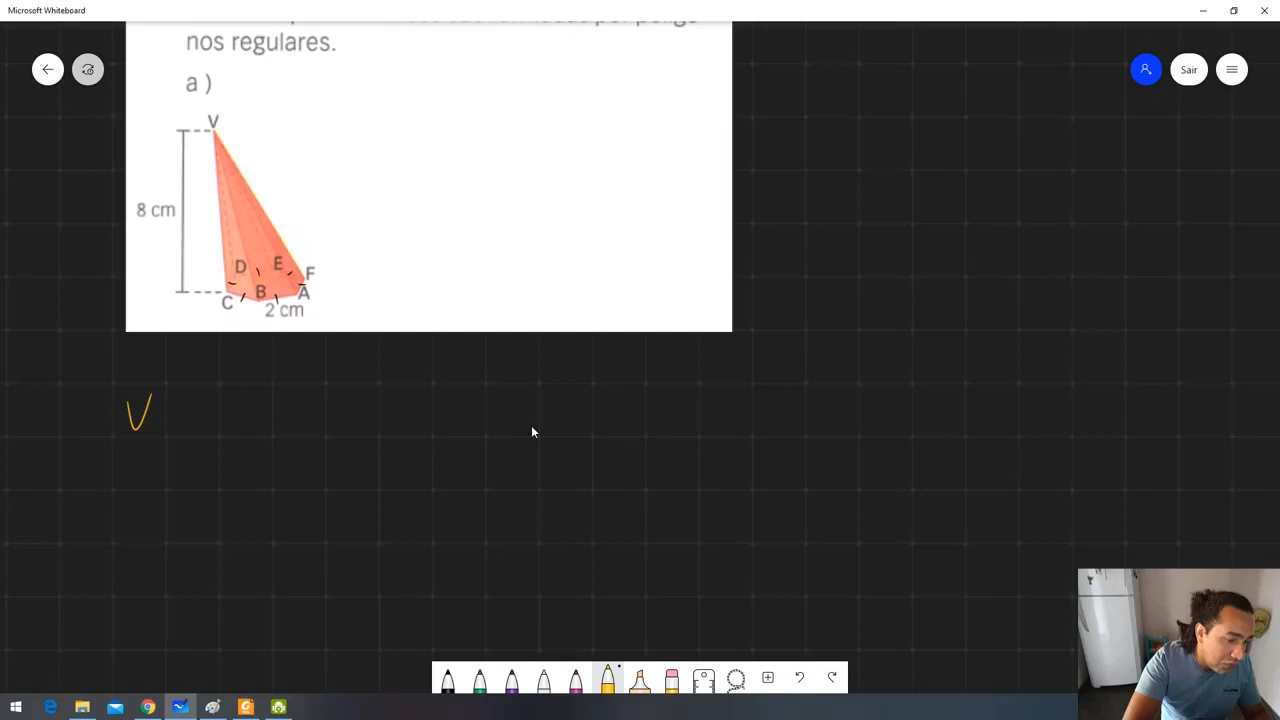 Microsoft Whiteboard
nos regulares.
Sair
a )
V
8 cm
D
E
F
B
A
C
2 cm
V